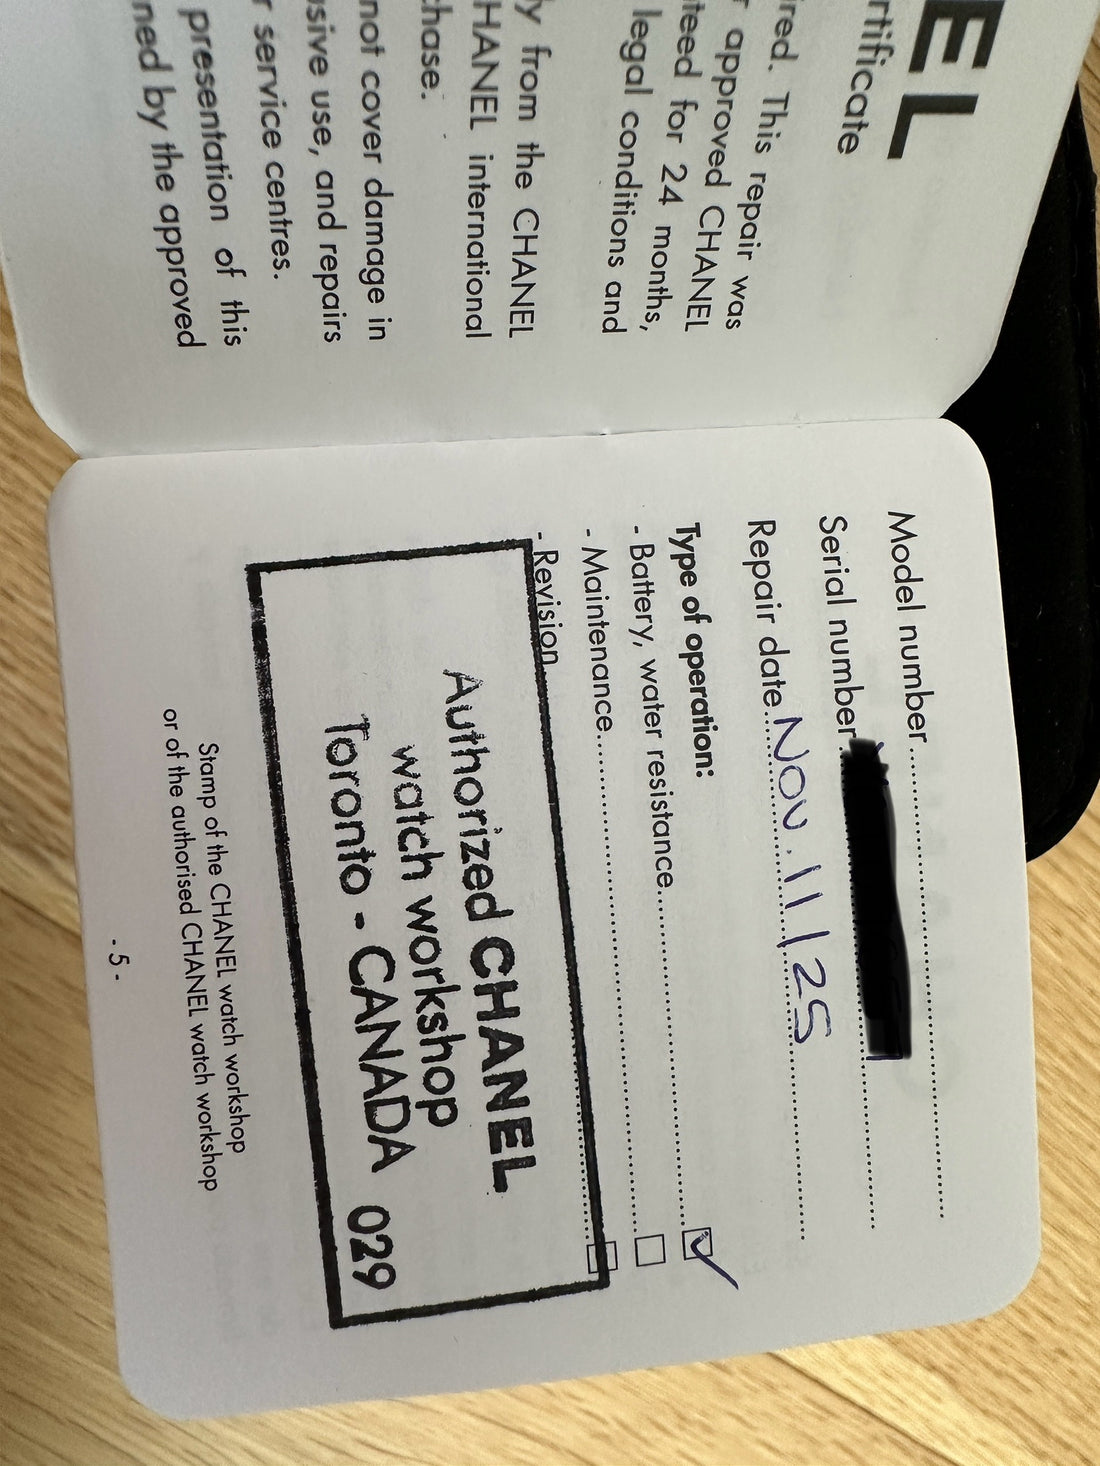 EL
rtificate
ired. This repair was
r approved CHANEL
teed for 24 months,
legal conditions and
ly from the CHANEL
HANEL international
chase.
not cover damage in
usive use, and repairs
r service centres.
presentation of this
ned by the approved
Model number
Serial number
Repair date Nov. 11 / 25
Type of operation:
- Battery, water resistance
- Maintenance
- Revision
Authorized CHANEL
watch workshop
Toronto - CANADA 029
Stamp of the CHANEL watch workshop
or of the authorised CHANEL watch workshop
- 5 -